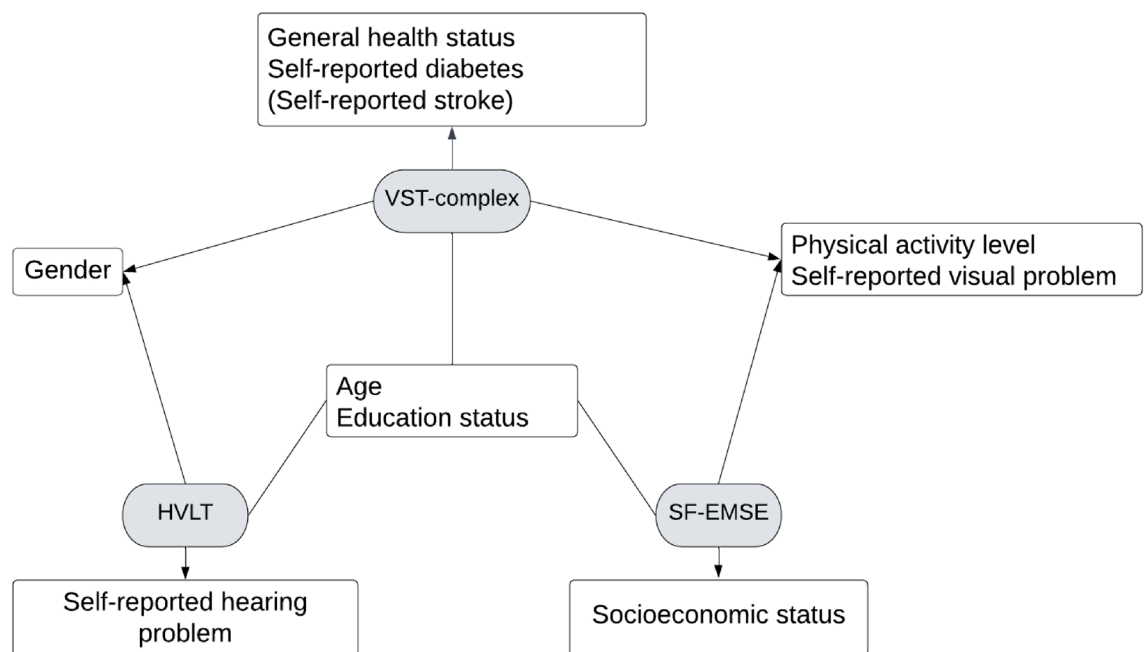 General health status
Self-reported diabetes
(Self-reported stroke)
VST-complex
Gender
Physical activity level
Self-reported visual problem
Age
Education status
HVLT
SF-EMSE
Self-reported hearing
problem
Socioeconomic status